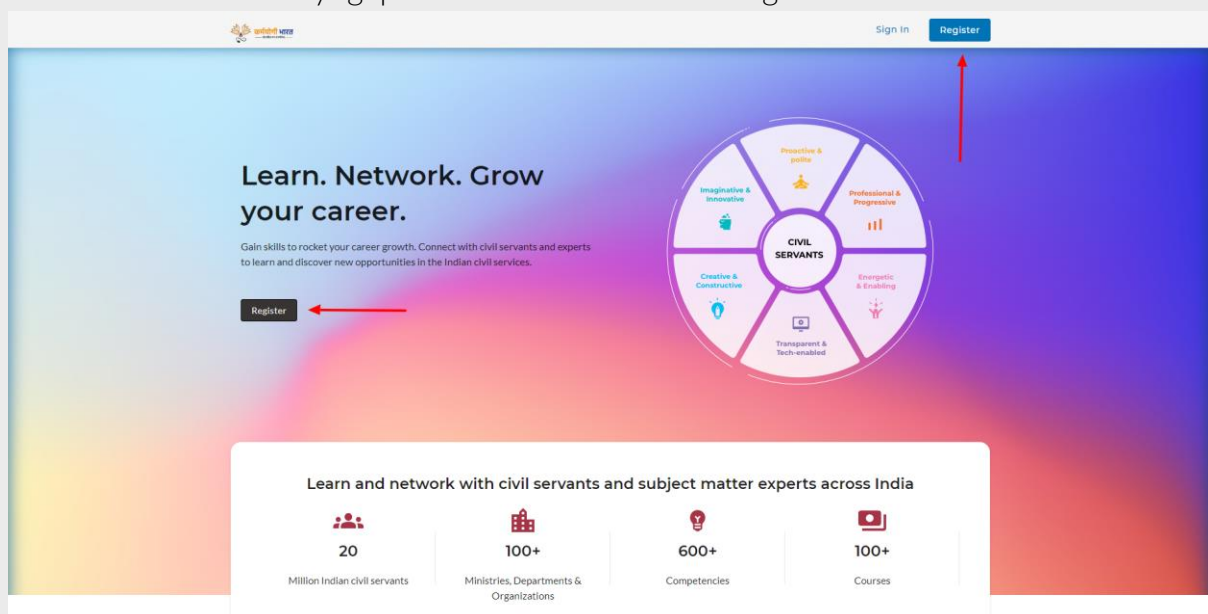 कर्मयोगी भारत
Sign In
Register
Learn. Network. Grow
your career.
Gain skills to rocket your career growth. Connect with civil servants and experts
to learn and discover new opportunities in the Indian civil services.
Register
Proactive &
polite
Imaginative &
Innovative
Professional &
Progressive
CIVIL
SERVANTS
Creative &
Constructive
Energetic
& Enabling
Transparent &
Tech-enabled
Learn and network with civil servants and subject matter experts across India
20
100+
600+
100+
Million Indian civil servants
Ministries, Departments &
Organizations
Competencies
Courses